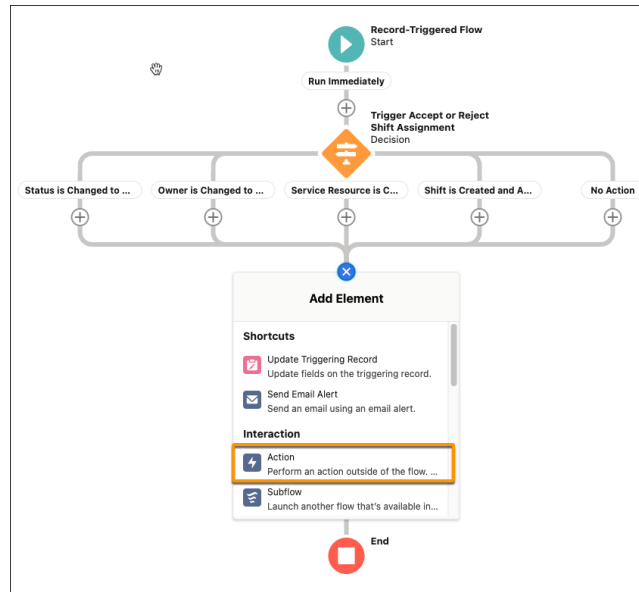 Record-Triggered Flow
Start
Run Immediately
Trigger Accept or Reject
Shift Assignment
Decision
Status is Changed to ...
Owner is Changed to ...
Service Resource is C...
Shift is Created and A...
No Action
Add Element
Shortcuts
Update Triggering Record
Update fields on the triggering record.
Send Email Alert
Send an email using an email alert.
Interaction
Action
Perform an action outside of the flow. ...
Subflow
Launch another flow that's available in...
End